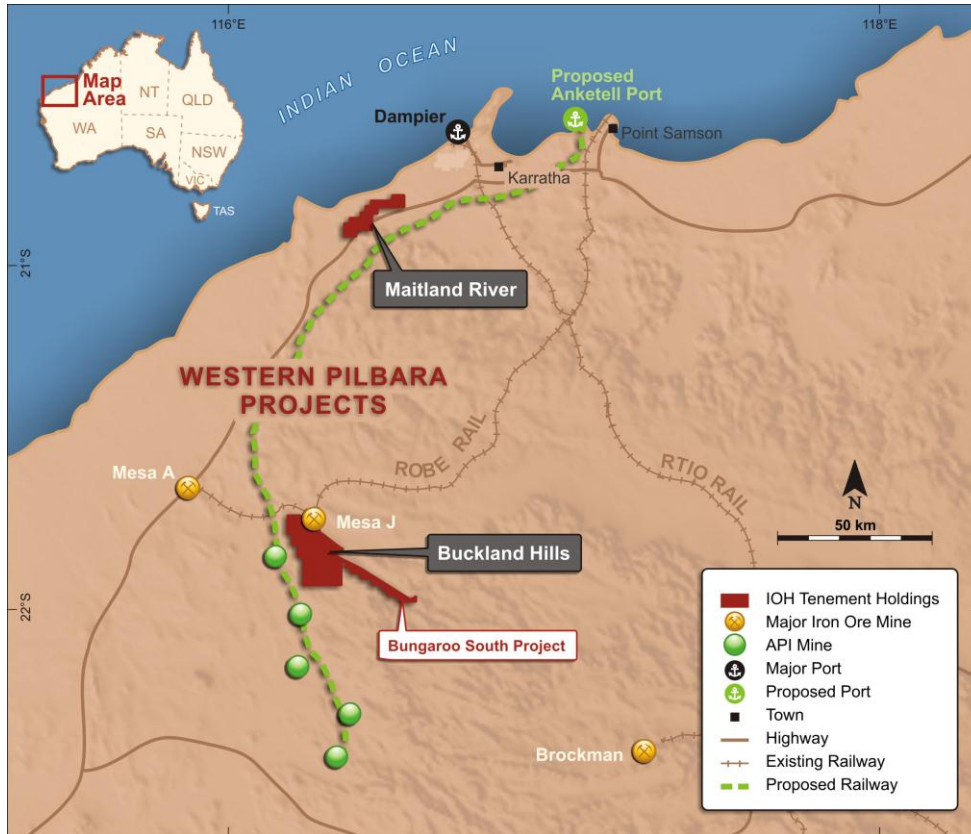 116°E
118°E
INDIAN OCEAN
Map
Area
NT
QLD
WA
SA
NSW
VIC
TAS
Proposed
Anketell Port
Dampier
Point Samson
Karratha
21°S
Maitland River
WESTERN PILBARA
PROJECTS
ROBE RAIL
RTIO RAIL
Mesa A
Mesa J
N
50 km
Buckland Hills
22°S
Bungaroo South Project
Brockman
IOH Tenement Holdings
Major Iron Ore Mine
API Mine
Major Port
Proposed Port
Town
Highway
Existing Railway
Proposed Railway